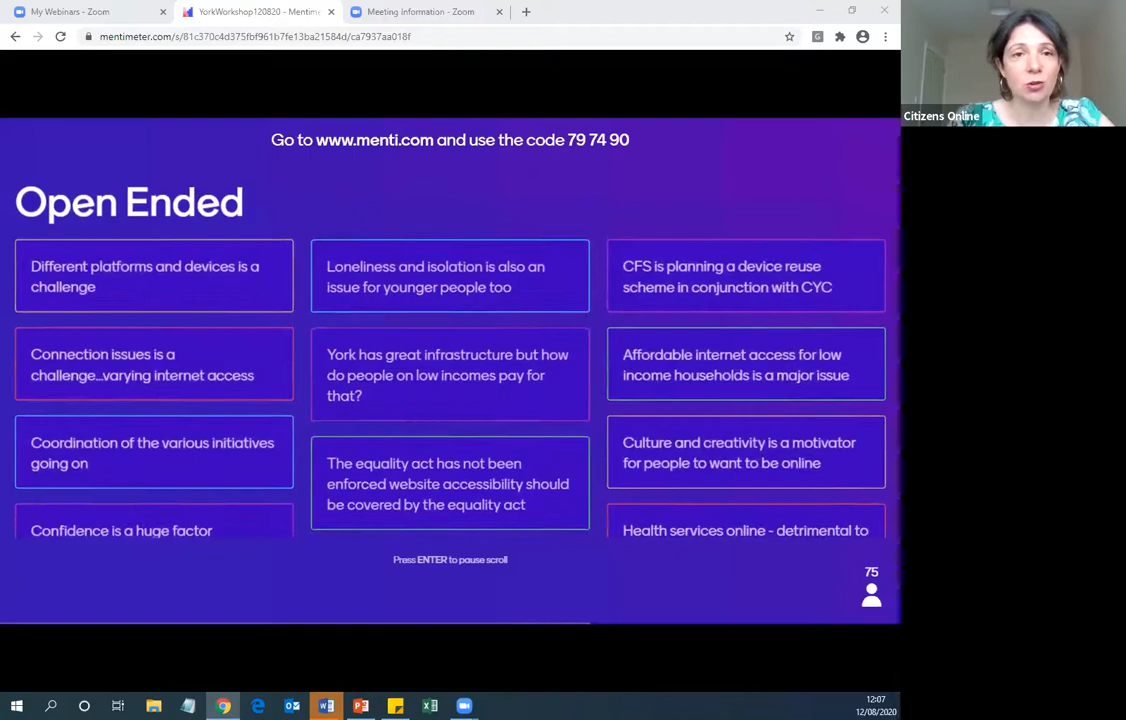 My Webinars - Zoom
YorkWorkshop120820 - Mentime
Meeting Information - Zoom
mentimeter.com/s/81c370c4d375fbf961b7fe13ba21584d/ca7937aa018f
Citizens Online
Go to www.menti.com and use the code 79 74 90
Open Ended
Different platforms and devices is a
challenge
Connection issues is a
challenge...varying internet access
Coordination of the various initiatives
going on
Confidence is a huge factor
Loneliness and isolation is also an
issue for younger people too
York has great infrastructure but how
do people on low incomes pay for
that?
The equality act has not been
enforced website accessibility should
be covered by the equality act
CFS is planning a device reuse
scheme in conjunction with CYC
Affordable internet access for low
income households is a major issue
Culture and creativity is a motivator
for people to want to be online
Health services online - detrimental to
Press ENTER to pause scroll
75
12:07
12/08/2020